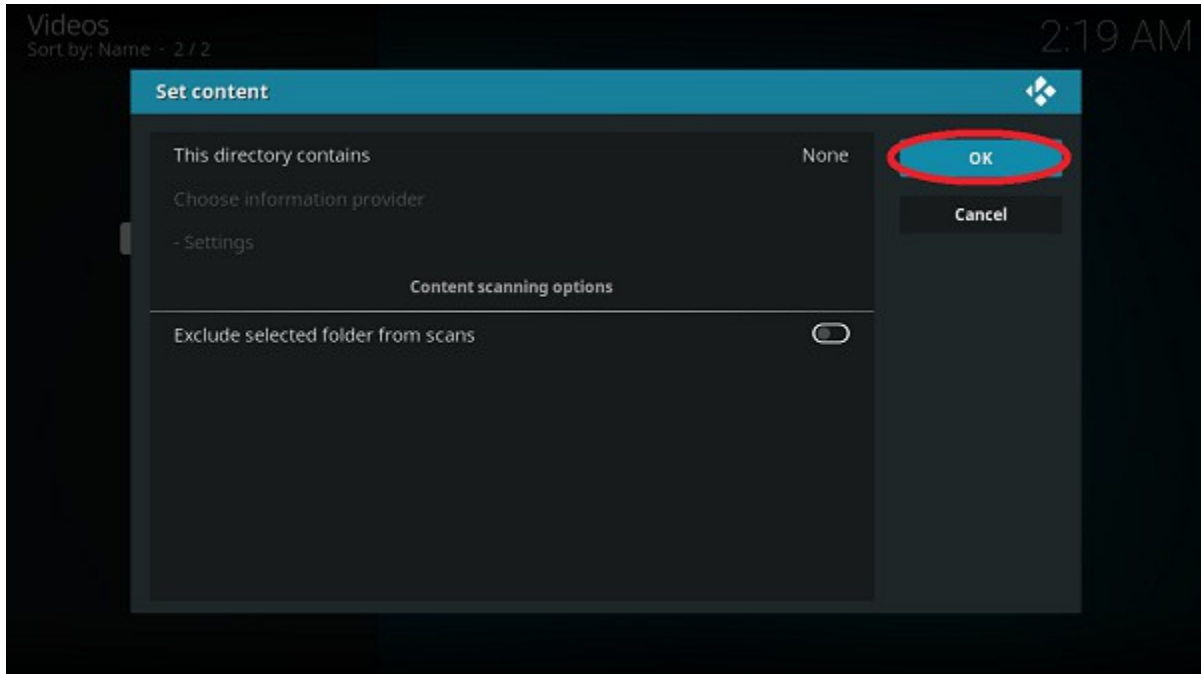 Videos
Sort by: Name · 2 / 2
2:19 AM
Set content
This directory contains None
OK
Choose information provider
Cancel
- Settings
Content scanning options
Exclude selected folder from scans